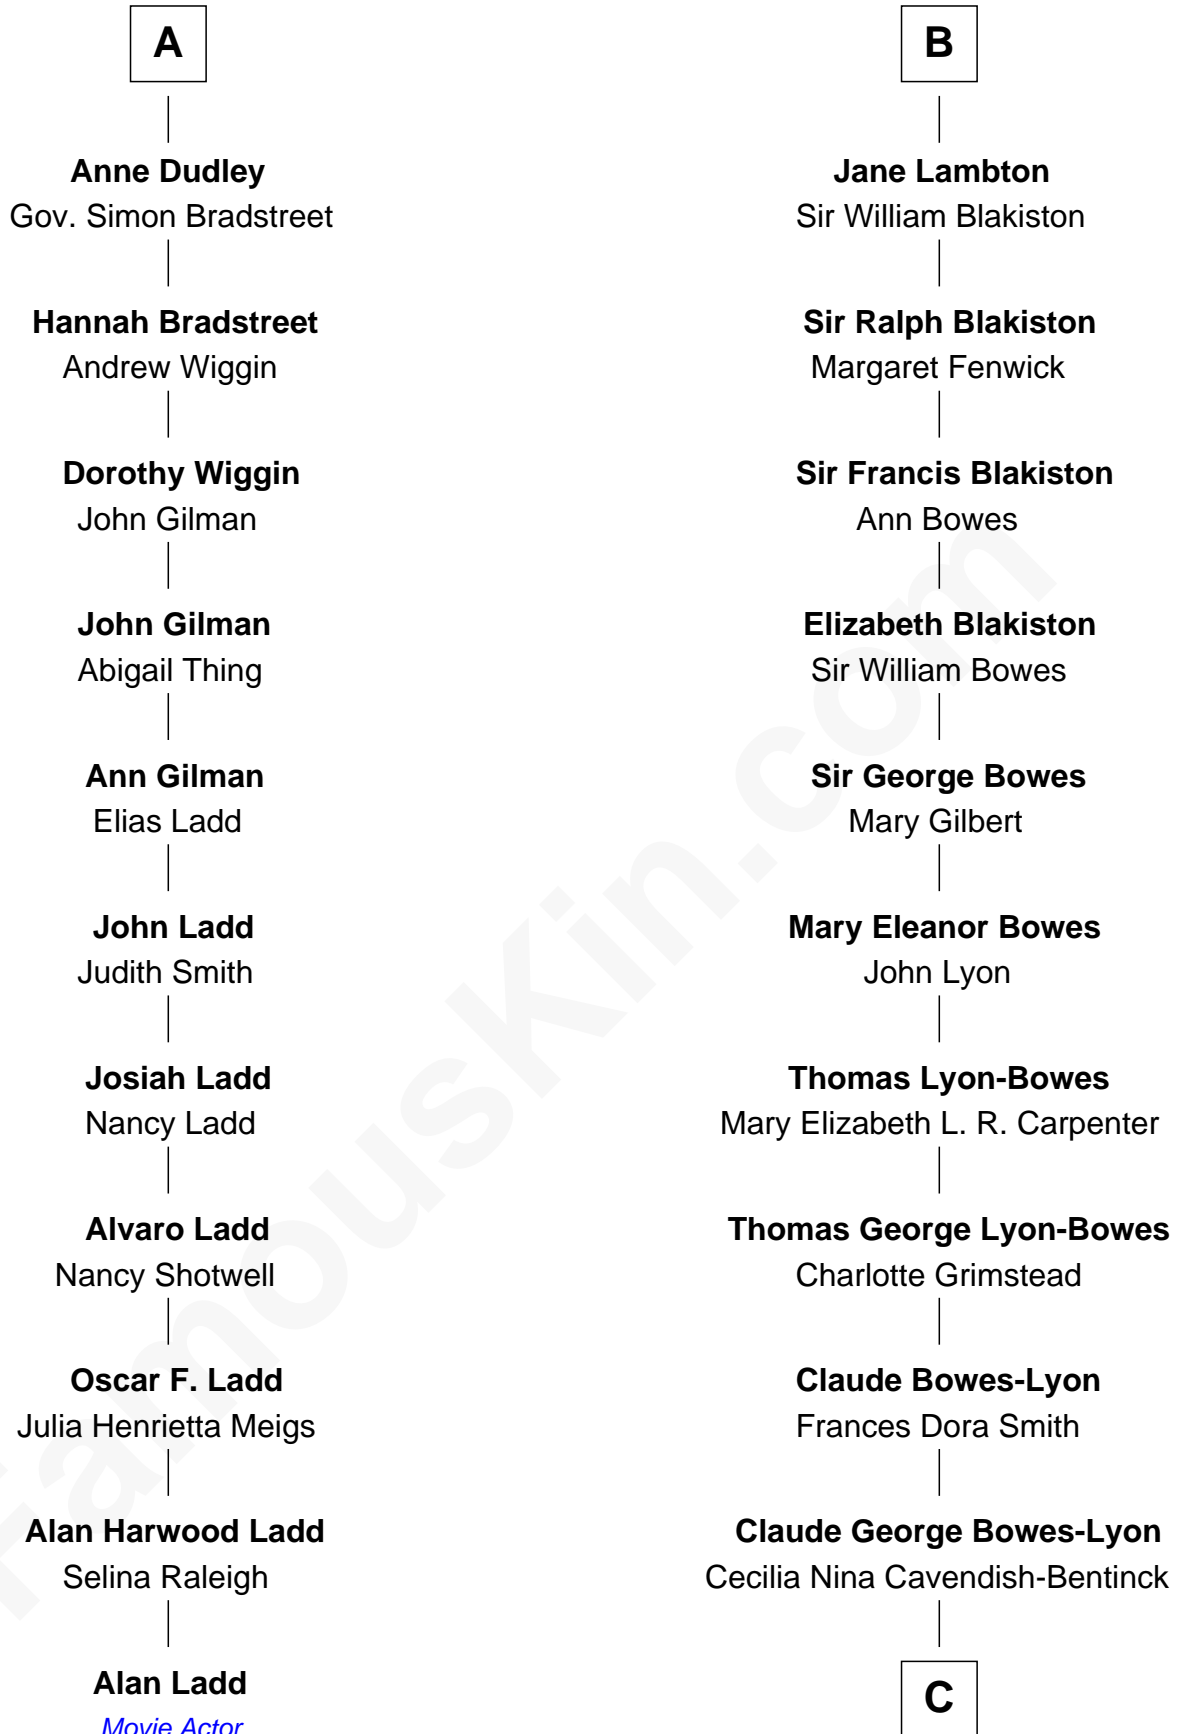 A
Anne Dudley
Gov. Simon Bradstreet
Hannah Bradstreet
Andrew Wiggin
Dorothy Wiggin
John Gilman
John Gilman
Abigail Thing
Ann Gilman
Elias Ladd
John Ladd
Judith Smith
Josiah Ladd
Nancy Ladd
Alvaro Ladd
Nancy Shotwell
Oscar F. Ladd
Julia Henrietta Meigs
Alan Harwood Ladd
Selina Raleigh
Alan Ladd
Movie Actor
B
Jane Lambton
Sir William Blakiston
Sir Ralph Blakiston
Margaret Fenwick
Sir Francis Blakiston
Ann Bowes
Elizabeth Blakiston
Sir William Bowes
Sir George Bowes
Mary Gilbert
Mary Eleanor Bowes
John Lyon
Thomas Lyon-Bowes
Mary Elizabeth L. R. Carpenter
Thomas George Lyon-Bowes
Charlotte Grimstead
Claude Bowes-Lyon
Frances Dora Smith
Claude George Bowes-Lyon
Cecilia Nina Cavendish-Bentinck
C
FamousKin.com